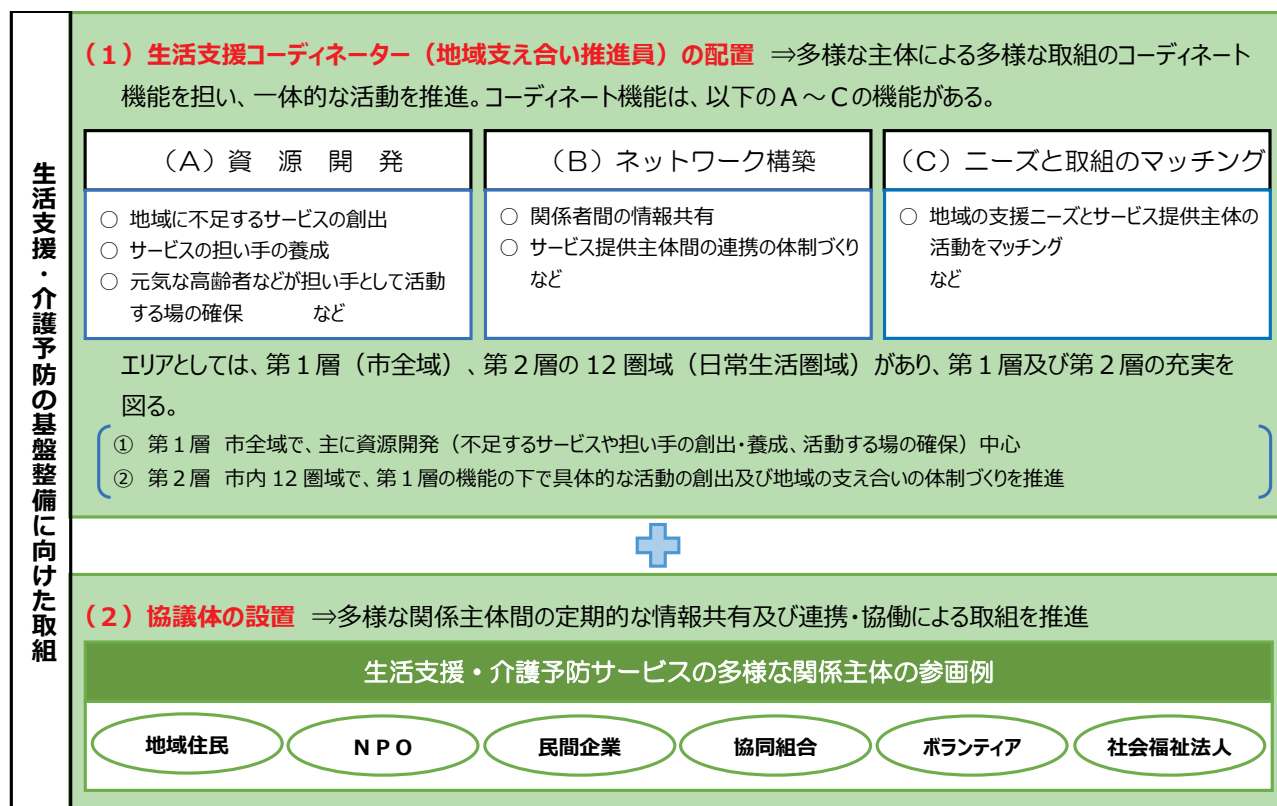 生活支援・介護予防の基盤整備に向けた取組
（1）生活支援コーディネーター（地域支え合い推進員）の配置 ⇒多様な主体による多様な取組のコーディネート
機能を担い、一体的な活動を推進。コーディネート機能は、以下のA～Cの機能がある。
（A）資 源 開 発
○ 地域に不足するサービスの創出
○ サービスの担い手の養成
○ 元気な高齢者などが担い手として活動
する場の確保 など
（B）ネットワーク構築
○ 関係者間の情報共有
○ サービス提供主体間の連携の体制づくり
など
（C）ニーズと取組のマッチング
○ 地域の支援ニーズとサービス提供主体の
活動をマッチング
など
エリアとしては、第1層（市全域）、第2層の12圏域（日常生活圏域）があり、第1層及び第2層の充実を
図る。
① 第1層 市全域で、主に資源開発（不足するサービスや担い手の創出・養成、活動する場の確保）中心
② 第2層 市内12圏域で、第1層の機能の下で具体的な活動の創出及び地域の支え合いの体制づくりを推進
（2）協議体の設置 ⇒多様な関係主体間の定期的な情報共有及び連携・協働による取組を推進
生活支援・介護予防サービスの多様な関係主体の参画例
地域住民
NPO
民間企業
協同組合
ボランティア
社会福祉法人